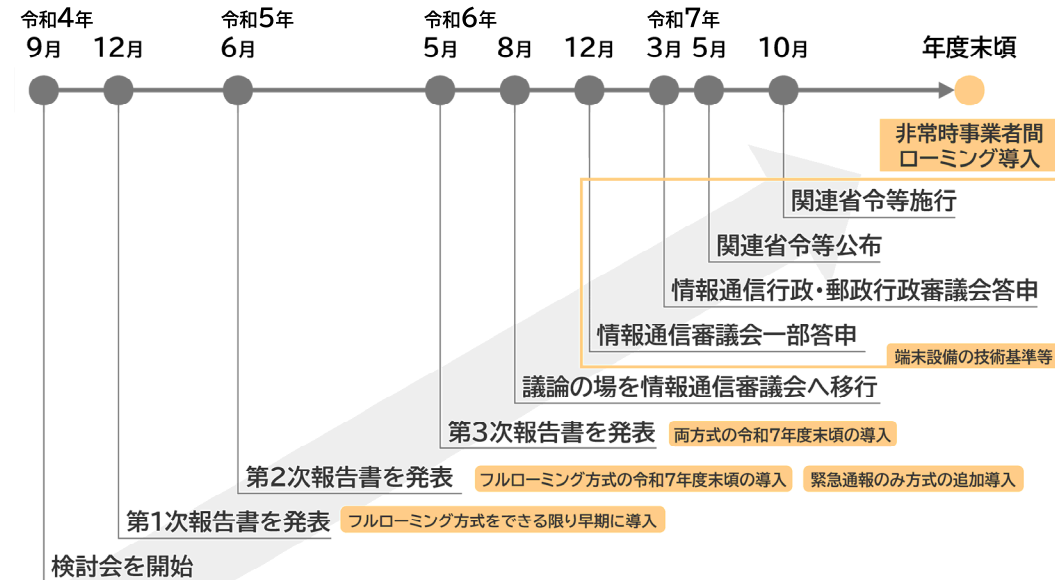 令和4年 令和5年 令和6年 令和7年
9月 12月 6月 5月 8月 12月 3月 5月 10月 年度末頃
非常時事業者間
ローミング導入
関連省令等施行
関連省令等公布
情報通信行政・郵政行政審議会答申
情報通信審議会一部答申
端末設備の技術基準等
議論の場を情報通信審議会へ移行
第3次報告書を発表 両方式の令和7年度末頃の導入
第2次報告書を発表 フルローミング方式の令和7年度末頃の導入 緊急通報のみ方式の追加導入
第1次報告書を発表 フルローミング方式をできる限り早期に導入
検討会を開始